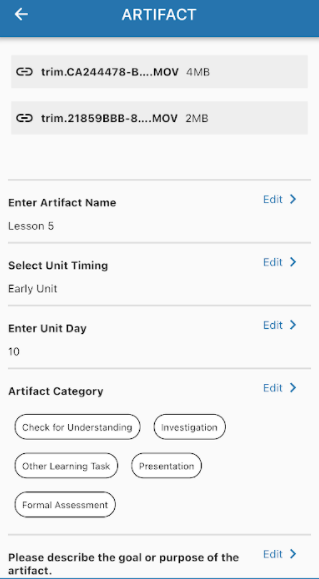 ARTIFACT
trim.CA244478-B....MOV 4MB
trim.21859BBB-8....MOV 2MB
Enter Artifact Name Edit
Lesson 5
Select Unit Timing Edit
Early Unit
Enter Unit Day Edit
10
Artifact Category Edit
Check for Understanding Investigation
Other Learning Task Presentation
Formal Assessment
Please describe the goal or purpose of the Edit
artifact.